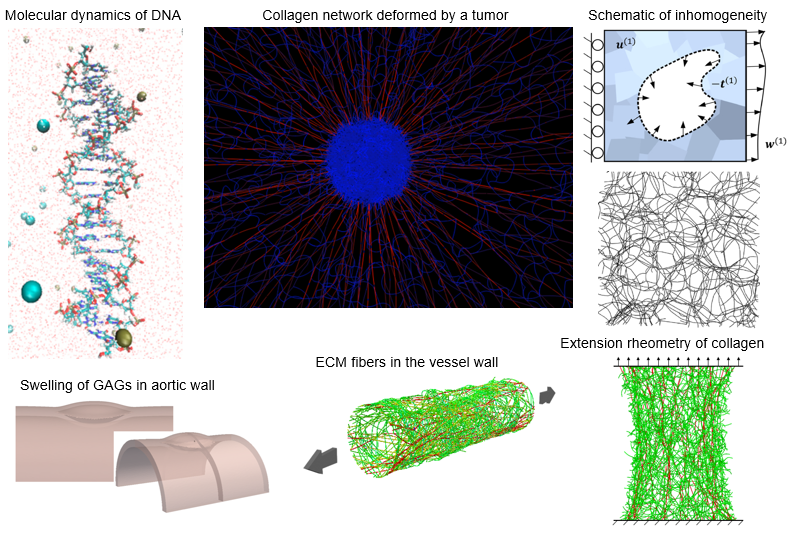 Molecular dynamics of DNA
Collagen network deformed by a tumor
Schematic of inhomogeneity
u⁽¹⁾
−t⁽¹⁾
w⁽¹⁾
Extension rheometry of collagen
ECM fibers in the vessel wall
Swelling of GAGs in aortic wall